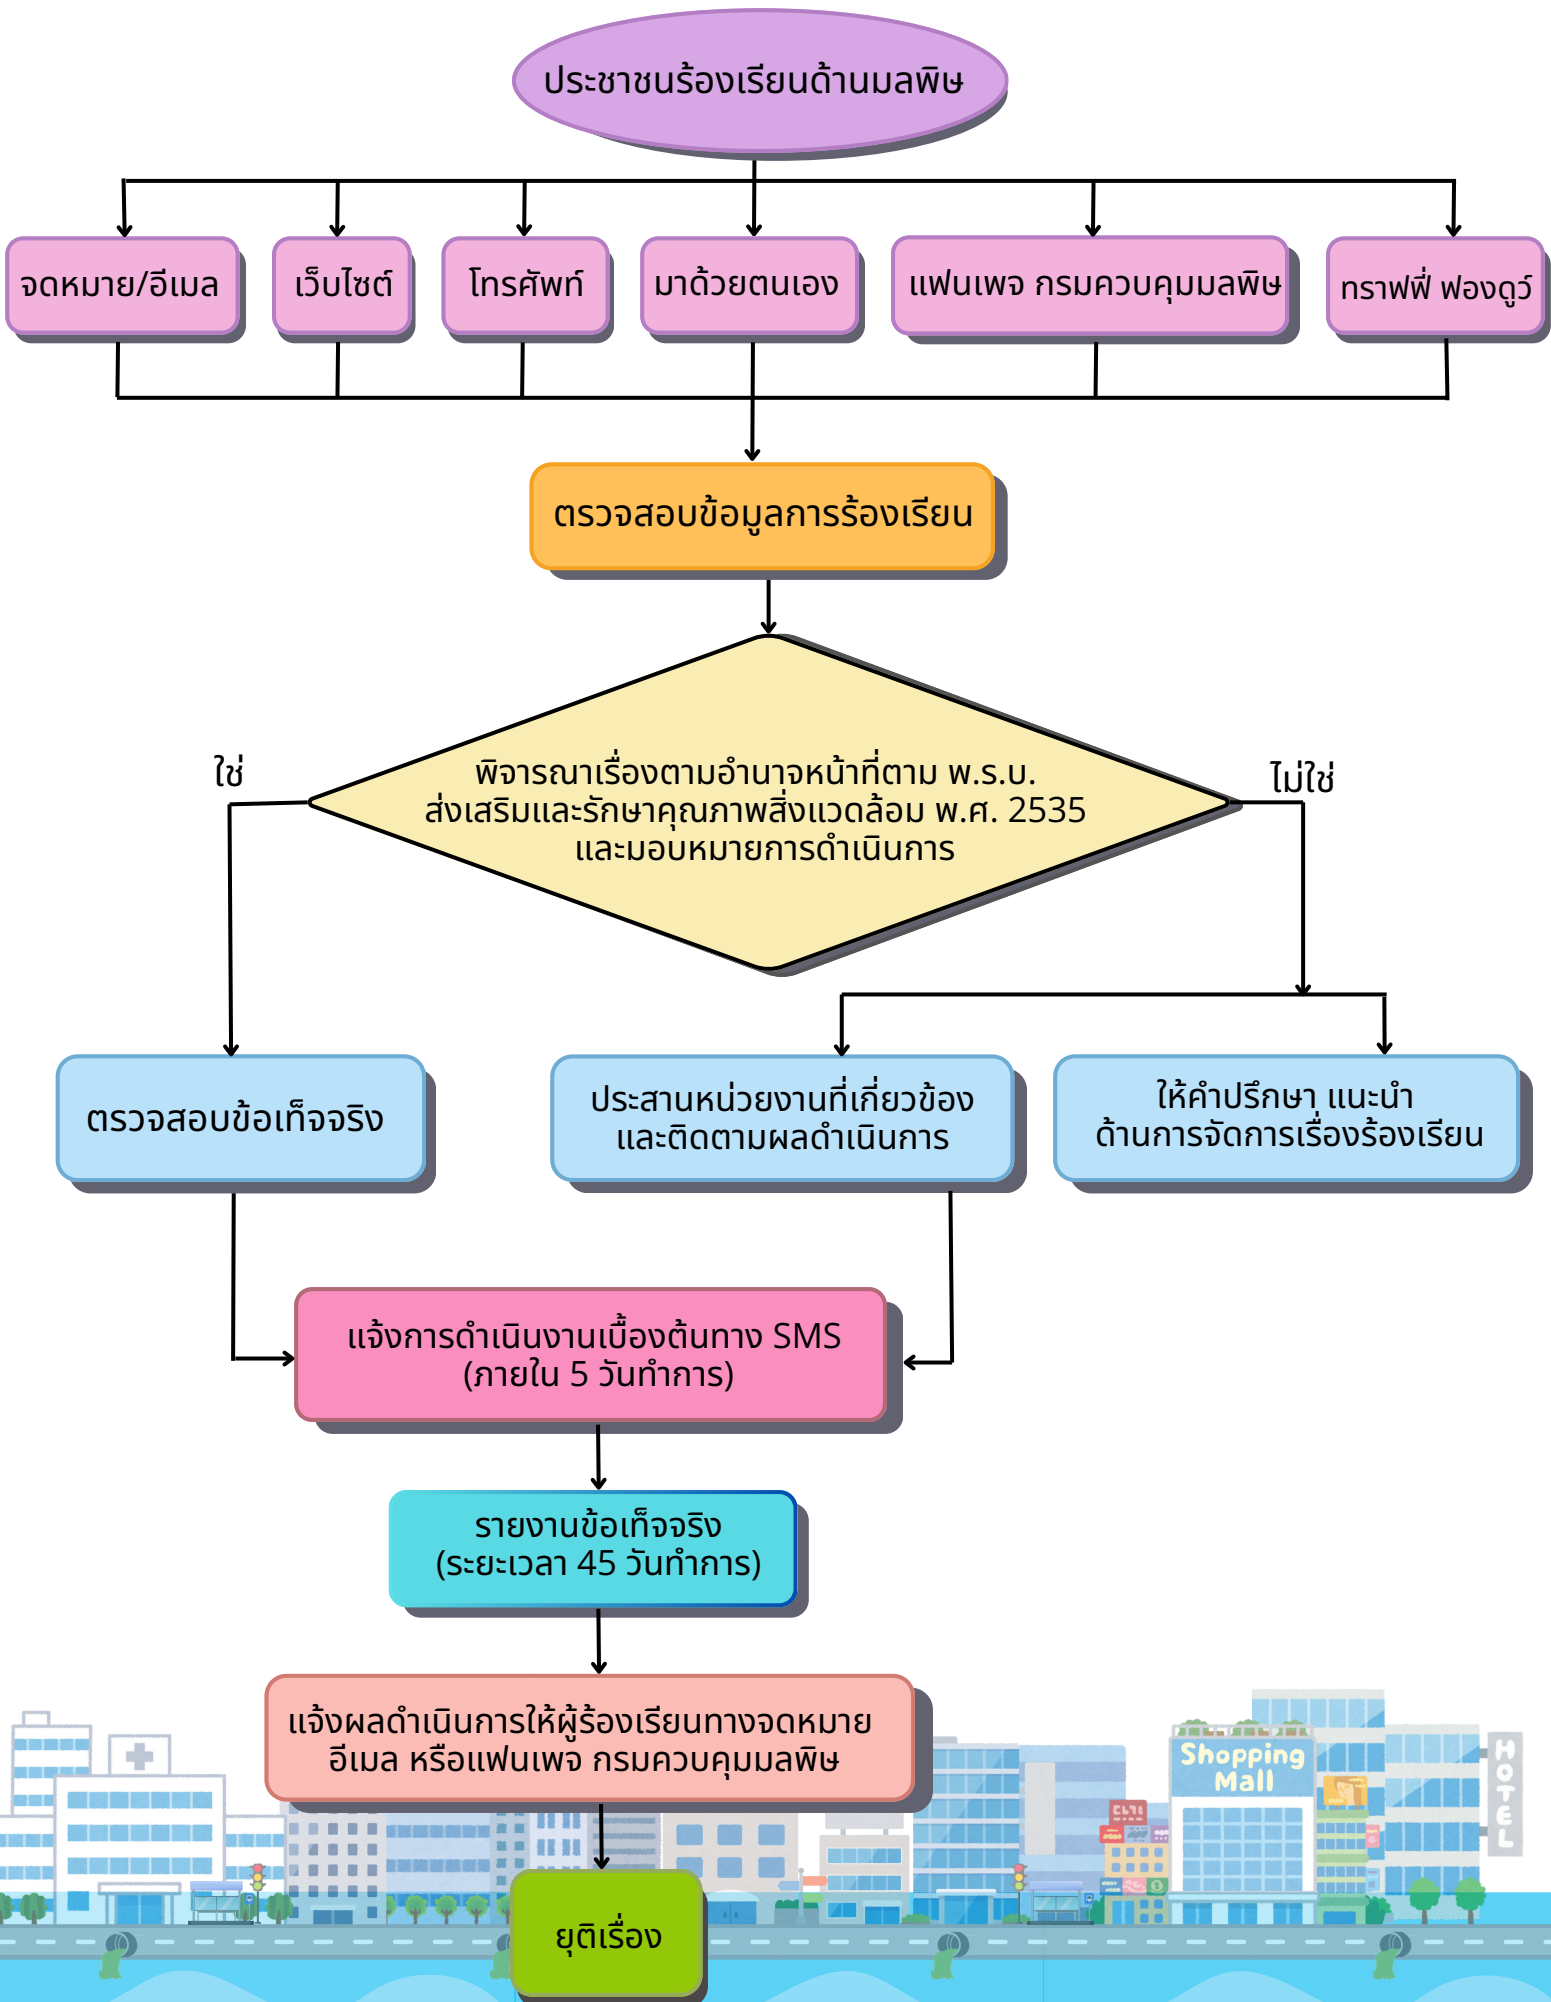 ประชาชนร้องเรียนด้านมลพิษ
จดหมาย/อีเมล
เว็บไซต์
โทรศัพท์
มาด้วยตนเอง
แฟนเพจ กรมควบคุมมลพิษ
ทราฟฟี่ ฟองดูว์
ตรวจสอบข้อมูลการร้องเรียน
ใช่
ไม่ใช่
พิจารณาเรื่องตามอำนาจหน้าที่ตาม พ.ร.บ.
ส่งเสริมและรักษาคุณภาพสิ่งแวดล้อม พ.ศ. 2535
และมอบหมายการดำเนินการ
ตรวจสอบข้อเท็จจริง
ประสานหน่วยงานที่เกี่ยวข้อง
และติดตามผลดำเนินการ
ให้คำปรึกษา แนะนำ
ด้านการจัดการเรื่องร้องเรียน
แจ้งการดำเนินงานเบื้องต้นทาง SMS
(ภายใน 5 วันทำการ)
รายงานข้อเท็จจริง
(ระยะเวลา 45 วันทำการ)
แจ้งผลดำเนินการให้ผู้ร้องเรียนทางจดหมาย
อีเมล หรือแฟนเพจ กรมควบคุมมลพิษ
Shopping
Mall
HOTEL
ยุติเรื่อง